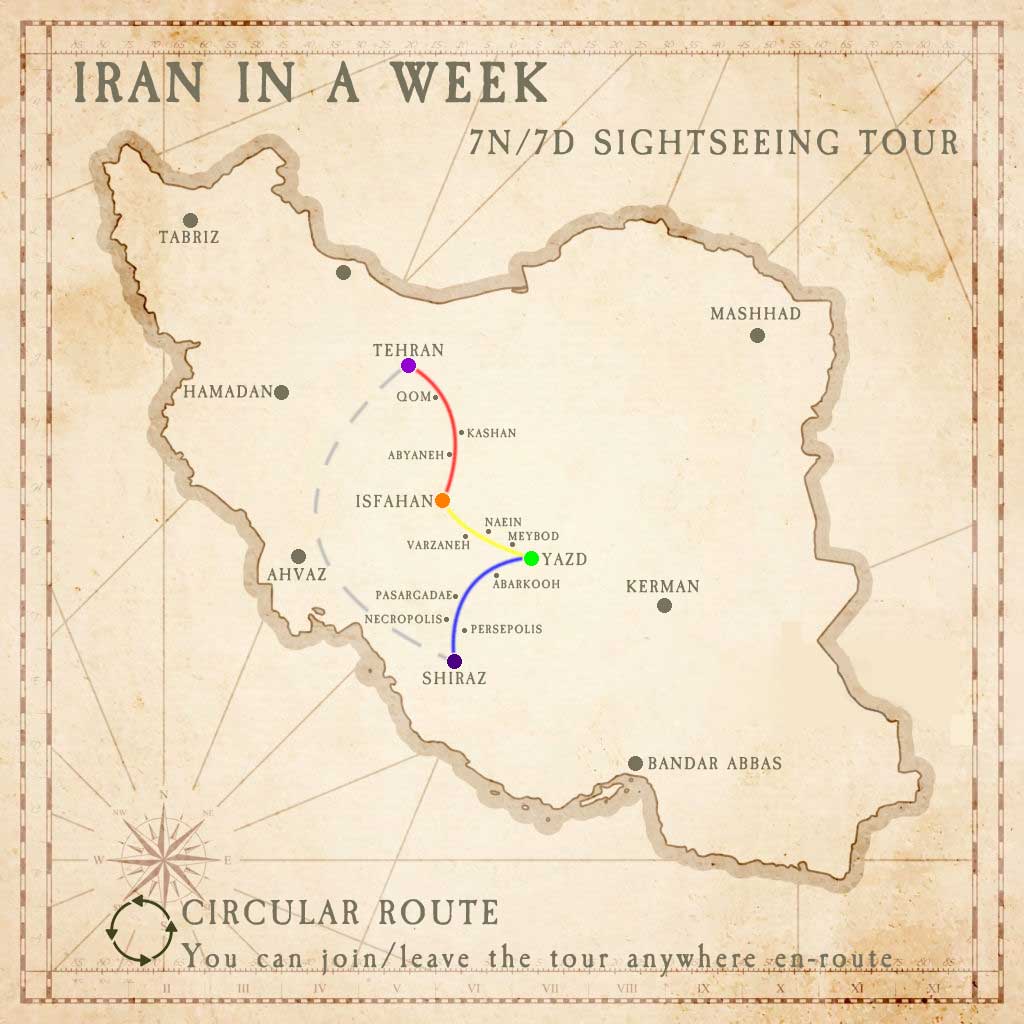 IRAN IN A WEEK
7N/7D SIGHTSEEING TOUR
TABRIZ
MASHHAD
TEHRAN
HAMADAN
QOM
KASHAN
ABYANEH
ISFAHAN
NAEIN
MEYBOD
VARZANEH
YAZD
AHVAZ
ABARKOOH
KERMAN
PASARGADAE
NECROPOLIS
PERSEPOLIS
SHIRAZ
BANDAR ABBAS
N
NW
NE
W
E
S
CIRCULAR ROUTE
You can join/leave the tour anywhere en-route
II III IV V VI VII VIII IX X XI XI